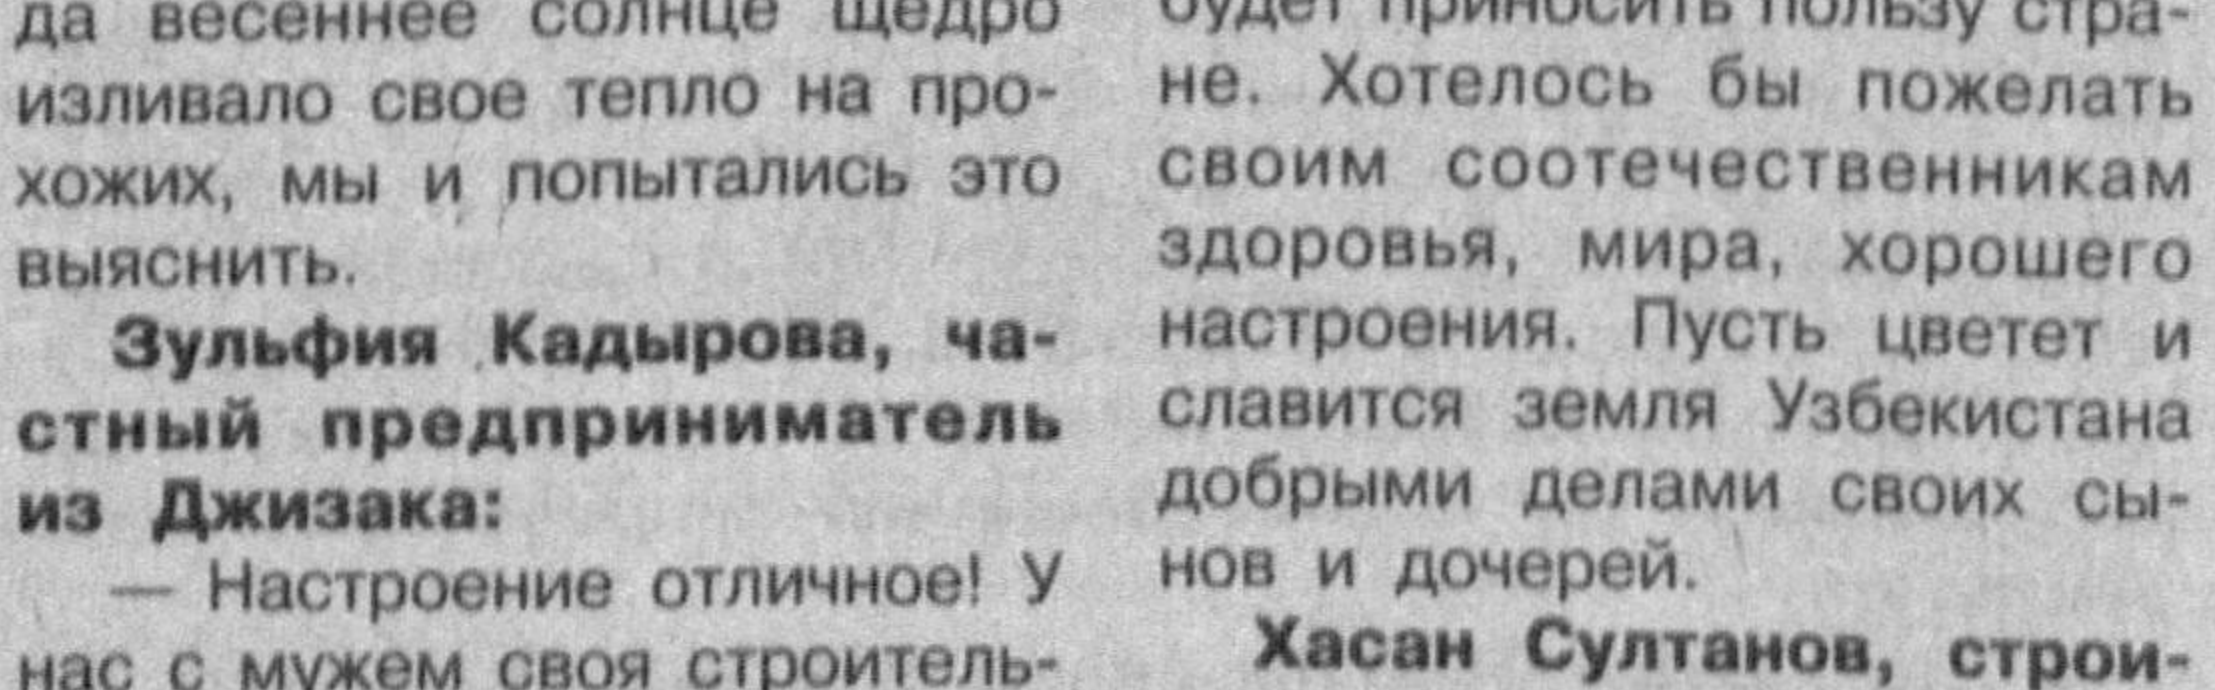 да весеннее солнце щедро
изливало свое тепло на про-
хожих, мы и попытались это
выяснить.
Зульфия Кадырова, ча-
стный предприниматель
из Джизака:
— Настроение отличное! У
нас с мужем своя строитель-
будет приносить пользу стра-
не. Хотелось бы пожелать
своим соотечественникам
здоровья, мира, хорошего
настроения. Пусть цветет и
славится земля Узбекистана
добрыми делами своих сы-
нов и дочерей.
Хасан Султанов, строи-